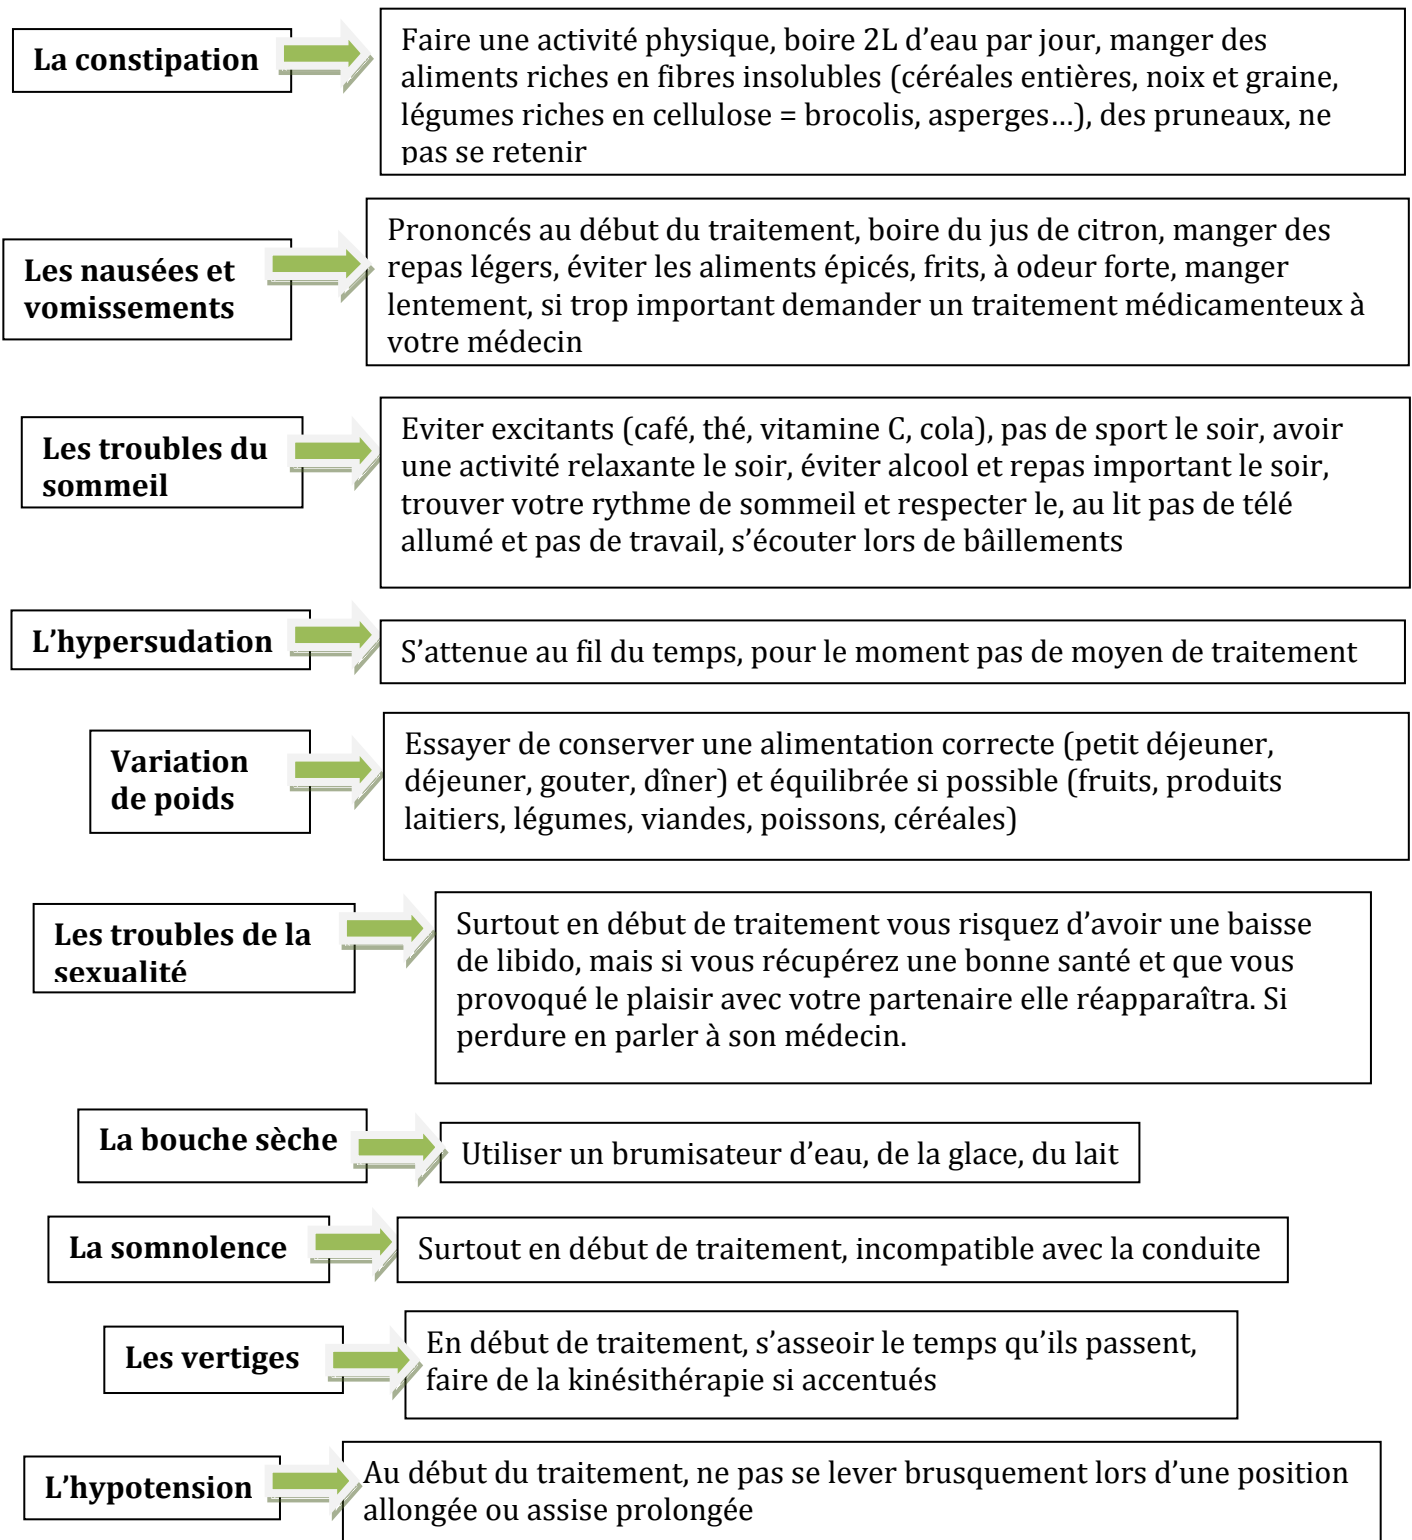 La constipation
Faire une activité physique, boire 2L d’eau par jour, manger des
aliments riches en fibres insolubles (céréales entières, noix et graine,
légumes riches en cellulose = brocolis, asperges…), des pruneaux, ne
pas se retenir
Les nausées et
vomissements
Prononcés au début du traitement, boire du jus de citron, manger des
repas légers, éviter les aliments épicés, frits, à odeur forte, manger
lentement, si trop important demander un traitement médicamenteux à
votre médecin
Les troubles du
sommeil
Eviter excitants (café, thé, vitamine C, cola), pas de sport le soir, avoir
une activité relaxante le soir, éviter alcool et repas important le soir,
trouver votre rythme de sommeil et respecter le, au lit pas de télé
allumé et pas de travail, s’écouter lors de bâillements
L’hypersudation
S’attenue au fil du temps, pour le moment pas de moyen de traitement
Variation
de poids
Essayer de conserver une alimentation correcte (petit déjeuner,
déjeuner, gouter, dîner) et équilibrée si possible (fruits, produits
laitiers, légumes, viandes, poissons, céréales)
Les troubles de la
sexualité
Surtout en début de traitement vous risquez d’avoir une baisse
de libido, mais si vous récupérez une bonne santé et que vous
provoqué le plaisir avec votre partenaire elle réapparaîtra. Si
perdure en parler à son médecin.
La bouche sèche
Utiliser un brumisateur d’eau, de la glace, du lait
La somnolence
Surtout en début de traitement, incompatible avec la conduite
Les vertiges
En début de traitement, s’asseoir le temps qu’ils passent,
faire de la kinésithérapie si accentués
L’hypotension
Au début du traitement, ne pas se lever brusquement lors d’une position
allongée ou assise prolongée